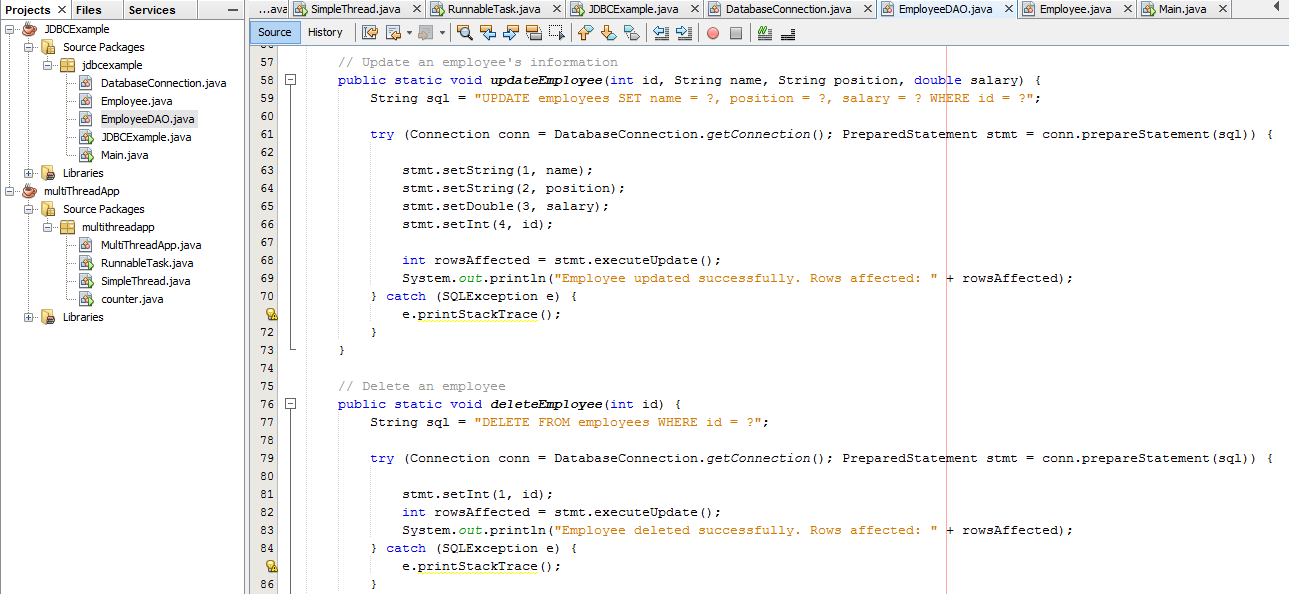 Projects Files Services
JDBCExample
Source Packages
jdbcexample
DatabaseConnection.java
Employee.java
EmployeeDAO.java
JDBCExample.java
Main.java
Libraries
multiThreadApp
Source Packages
multithreadapp
MultiThreadApp.java
RunnableTask.java
SimpleThread.java
counter.java
Libraries
...ava SimpleThread.java RunnableTask.java JDBCExample.java DatabaseConnection.java EmployeeDAO.java Employee.java Main.java
Source History
57 // Update an employee's information
58 public static void updateEmployee(int id, String name, String position, double salary) {
59 String sql = "UPDATE employees SET name = ?, position = ?, salary = ? WHERE id = ?";
60
61 try (Connection conn = DatabaseConnection.getConnection(); PreparedStatement stmt = conn.prepareStatement(sql)) {
62
63 stmt.setString(1, name);
64 stmt.setString(2, position);
65 stmt.setDouble(3, salary);
66 stmt.setInt(4, id);
67
68 int rowsAffected = stmt.executeUpdate();
69 System.out.println("Employee updated successfully. Rows affected: " + rowsAffected);
70 } catch (SQLException e) {
e.printStackTrace();
72 }
73 }
74
75 // Delete an employee
76 public static void deleteEmployee(int id) {
77 String sql = "DELETE FROM employees WHERE id = ?";
78
79 try (Connection conn = DatabaseConnection.getConnection(); PreparedStatement stmt = conn.prepareStatement(sql)) {
80
81 stmt.setInt(1, id);
82 int rowsAffected = stmt.executeUpdate();
83 System.out.println("Employee deleted successfully. Rows affected: " + rowsAffected);
84 } catch (SQLException e) {
e.printStackTrace();
86 }